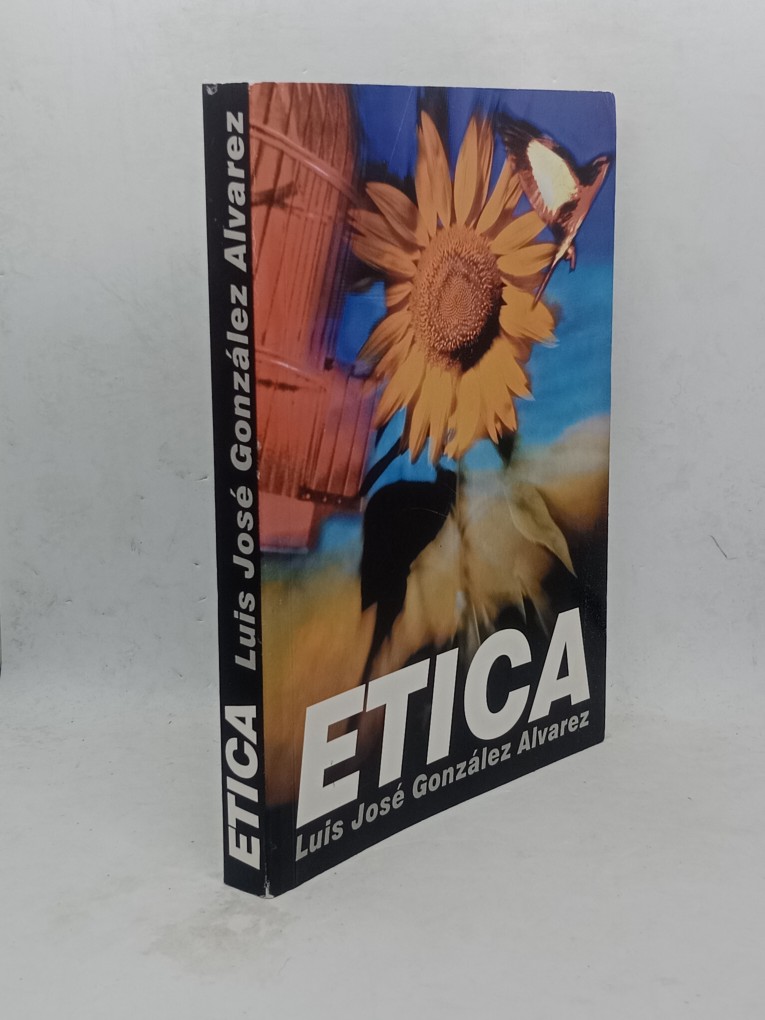 ETICA Luis José González Alvarez
ETICA
Luis José González Alvarez